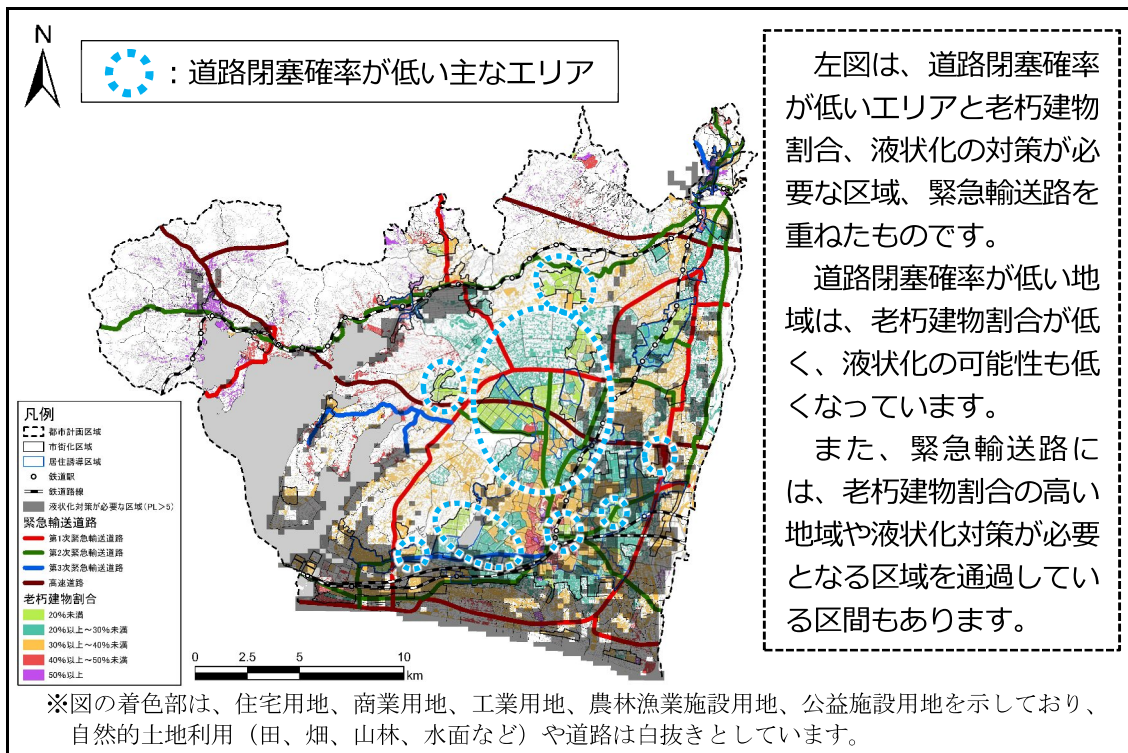 N
：道路閉塞確率が低い主なエリア
左図は、道路閉塞確率
が低いエリアと老朽建物
割合、液状化の対策が必
要な区域、緊急輸送路を
重ねたものです。
道路閉塞確率が低い地
域は、老朽建物割合が低
く、液状化の可能性も低
くなっています。
また、緊急輸送路に
は、老朽建物割合の高い
地域や液状化対策が必要
となる区域を通過してい
る区間もあります。
凡例
都市計画区域
市街化区域
居住誘導区域
鉄道駅
鉄道路線
液状化対策が必要な区域(PL＞5)
緊急輸送道路
第1次緊急輸送道路
第2次緊急輸送道路
第3次緊急輸送道路
高速道路
老朽建物割合
20%未満
20%以上～30%未満
30%以上～40%未満
40%以上～50%未満
50%以上
0 2.5 5 10
km
※図の着色部は、住宅用地、商業用地、工業用地、農林漁業施設用地、公益施設用地を示しており、
自然的土地利用（田、畑、山林、水面など）や道路は白抜きとしています。